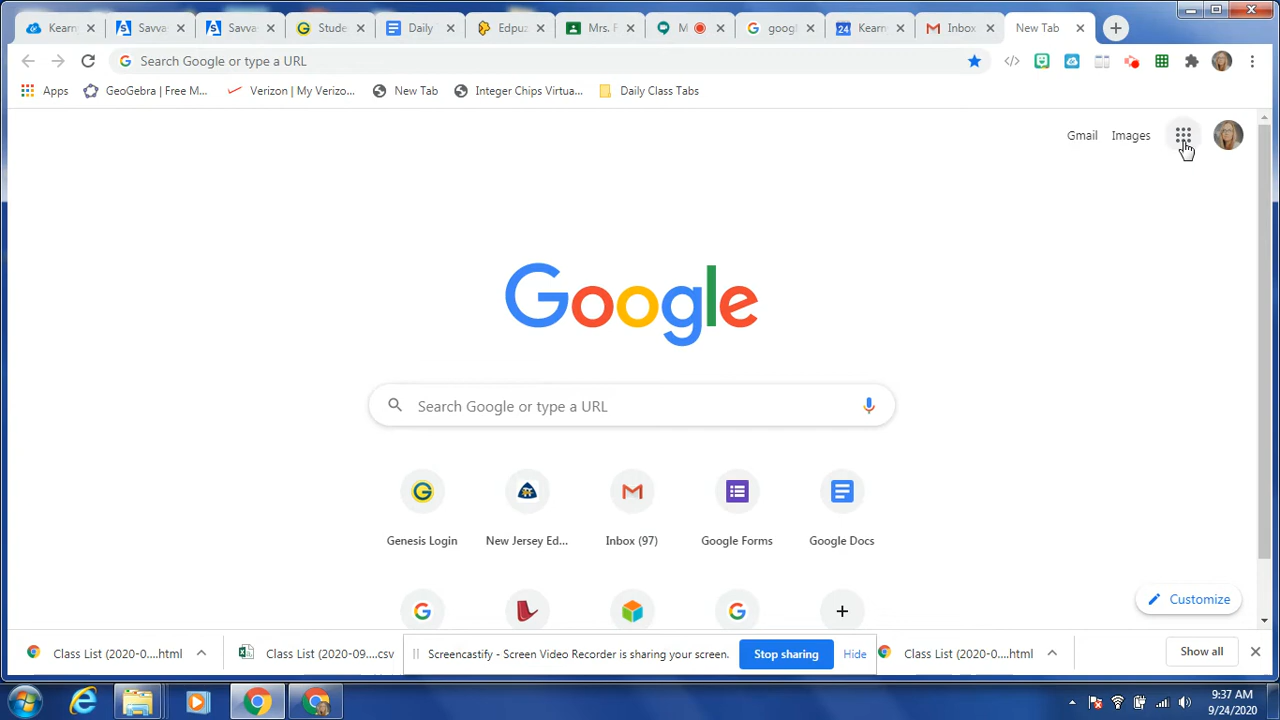 Kearny
Savva
Savva
Stude
Daily
Edpuz
Mrs. F
M
googl
24
Kearn
Inbox
New Tab
Search Google or type a URL
Apps
GeoGebra | Free M...
Verizon | My Verizo...
New Tab
Integer Chips Virtua...
Daily Class Tabs
Gmail
Images
Google
Search Google or type a URL
Genesis Login
New Jersey Ed...
Inbox (97)
Google Forms
Google Docs
Customize
Class List (2020-0....html
Class List (2020-09....csv
Screencastify - Screen Video Recorder is sharing your screen.
Stop sharing
Hide
Class List (2020-0....html
Show all
9:37 AM
9/24/2020